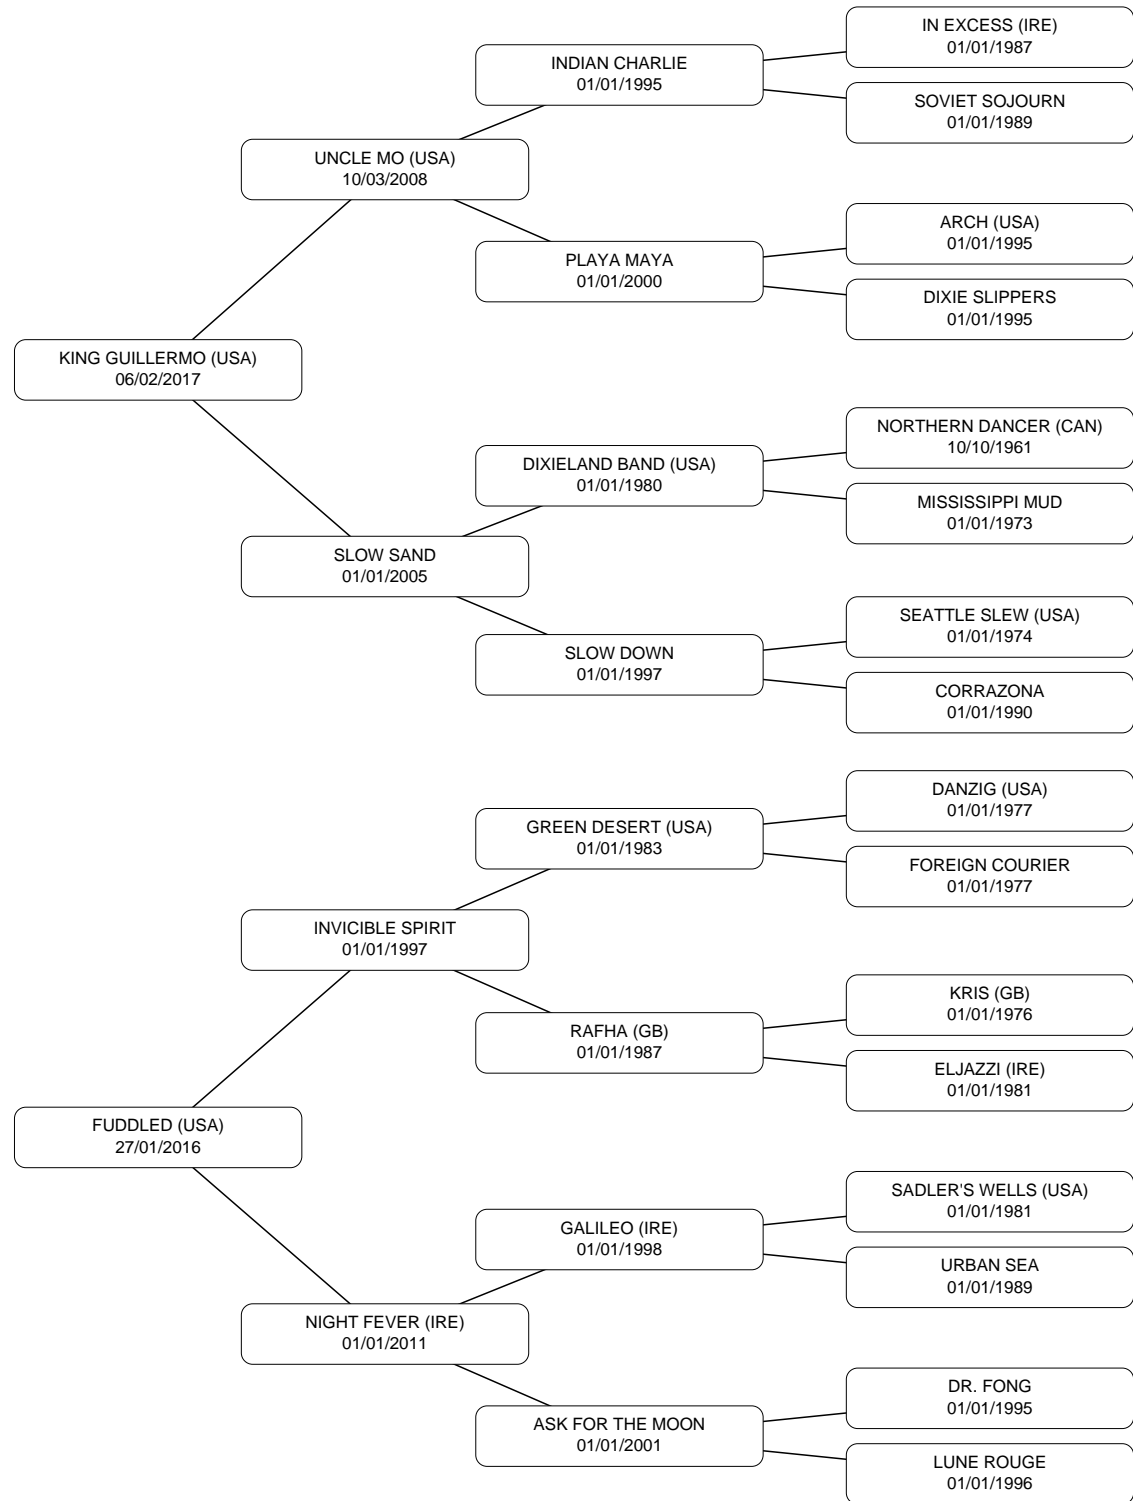 IN EXCESS (IRE)
01/01/1987
INDIAN CHARLIE
01/01/1995
SOVIET SOJOURN
01/01/1989
UNCLE MO (USA)
10/03/2008
ARCH (USA)
01/01/1995
PLAYA MAYA
01/01/2000
DIXIE SLIPPERS
01/01/1995
KING GUILLERMO (USA)
06/02/2017
NORTHERN DANCER (CAN)
10/10/1961
DIXIELAND BAND (USA)
01/01/1980
MISSISSIPPI MUD
01/01/1973
SLOW SAND
01/01/2005
SEATTLE SLEW (USA)
01/01/1974
SLOW DOWN
01/01/1997
CORRAZONA
01/01/1990
DANZIG (USA)
01/01/1977
GREEN DESERT (USA)
01/01/1983
FOREIGN COURIER
01/01/1977
INVICIBLE SPIRIT
01/01/1997
KRIS (GB)
01/01/1976
RAFHA (GB)
01/01/1987
ELJAZZI (IRE)
01/01/1981
FUDDLED (USA)
27/01/2016
SADLER'S WELLS (USA)
01/01/1981
GALILEO (IRE)
01/01/1998
URBAN SEA
01/01/1989
NIGHT FEVER (IRE)
01/01/2011
DR. FONG
01/01/1995
ASK FOR THE MOON
01/01/2001
LUNE ROUGE
01/01/1996